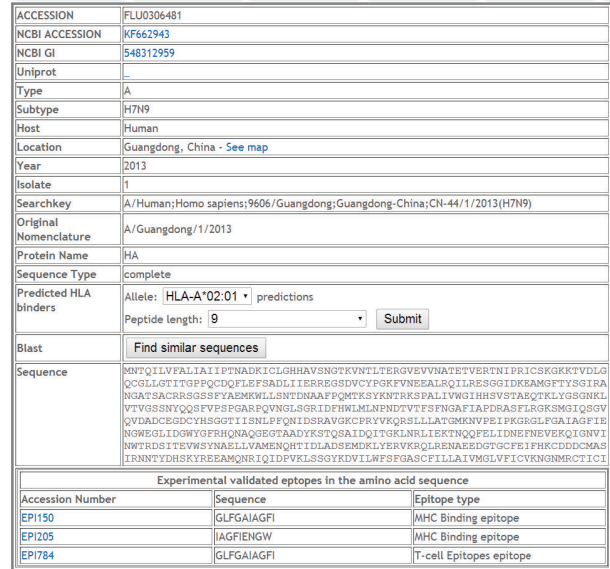 ACCESSION FLU0306481
NCBI ACCESSION KF662943
NCBI GI 548312959
Uniprot _
Type A
Subtype H7N9
Host Human
Location Guangdong, China - See map
Year 2013
Isolate 1
Searchkey A/Human;Homo sapiens;9606/Guangdong;Guangdong-China;CN-44/1/2013(H7N9)
Original
Nomenclature A/Guangdong/1/2013
Protein Name HA
Sequence Type complete
Predicted HLA
binders Allele: HLA-A*02:01 predictions
Peptide length: 9 Submit
Blast Find similar sequences
Sequence MNTQILVFALIAIIPTNADKICLGHHAVSNGTKVNTLTERGVEVVNATETVERTNIPRICSKGKKTVDLG
QCGLLGTITGPPQCDQFLEFSADLIIERREGSDVCYPGKFVNEEALRQILRESGGIDKEAMGFTYSGIRA
NGATSACRRSGSSFYAEMKWLLSNTDNAAFPQMTKSYKNTRKSPALIVWGIHHSVSTAEQTKLYGSGNKL
VTVGSSNYQQSFVPSPGARPQVNGLSGRIDFHWLMLNPNDTVTFSFNGAFIAPDRASFLRGKSMGIQSGV
QVDADCEGDCYHSGGTIISNLPFQNIDSRAVGKCPRYVKQRSLLLATGMKNVPEIPKGRGLFGAIAGFIE
NGWEGLIDGWYGFRHQNAQGEGTAADYKSTQSAIDQITGKLNRLIEKTNQQFELIDNEFNEVEKQIGNVI
NWTRDSITEVWSYNAELLVAMENQHTIDLADSEMDKLYERVKRQLRENAEEDGTGCFEIFHKCDDDCMAS
IRNNTYDHSKYREEAMQNRIQIDPVKLSSGYKDVILWFSFGASCFILLAIVMGLVFICVKNGNMRCTICI
Experimental validated eptopes in the amino acid sequence
Accession Number Sequence Epitope type
EPI150 GLFGAIAGFI MHC Binding epitope
EPI205 IAGFIENGW MHC Binding epitope
EPI784 GLFGAIAGFI T-cell Epitopes epitope